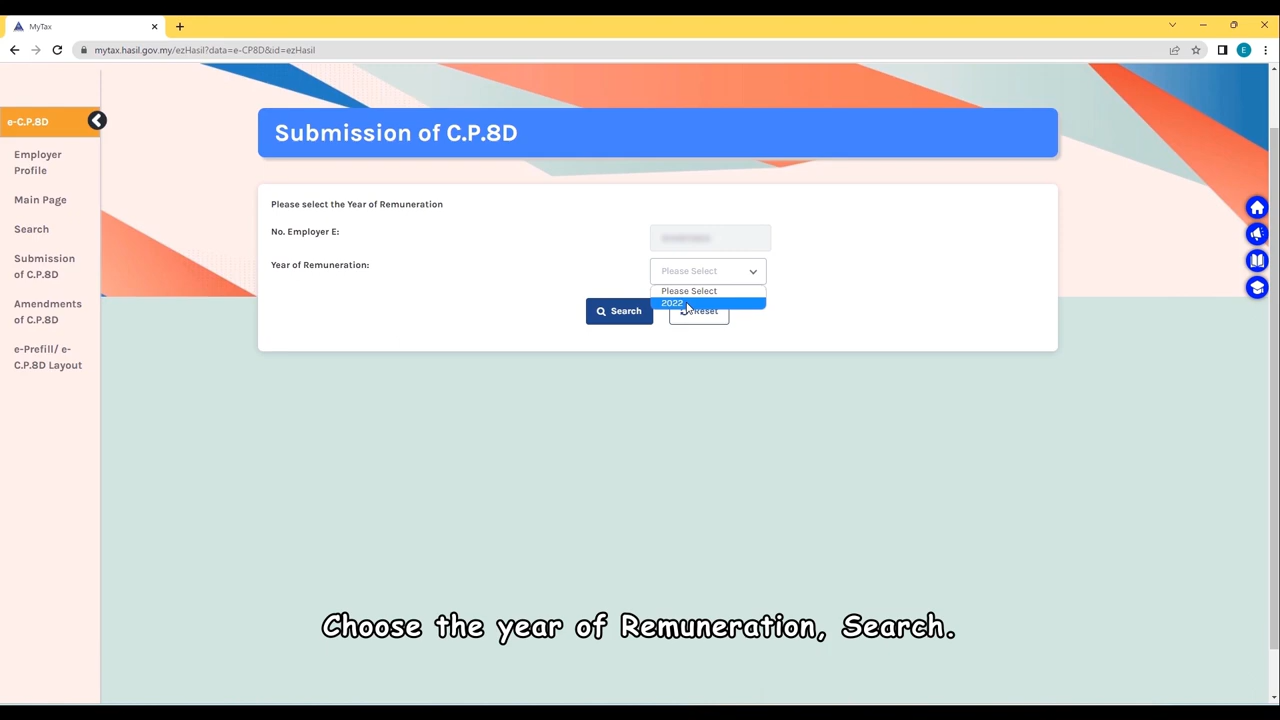 MyTax
mytax.hasil.gov.my/ezHasil?data=e-CP8D&id=ezHasil
E
e-C.P.8D
Employer
Profile
Main Page
Search
Submission
of C.P.8D
Amendments
of C.P.8D
e-Prefill/ e-
C.P.8D Layout
Submission of C.P.8D
Please select the Year of Remuneration
No. Employer E:
Year of Remuneration:
Please Select
Please Select
2022
Search
Reset
Choose the year of Remuneration, Search.